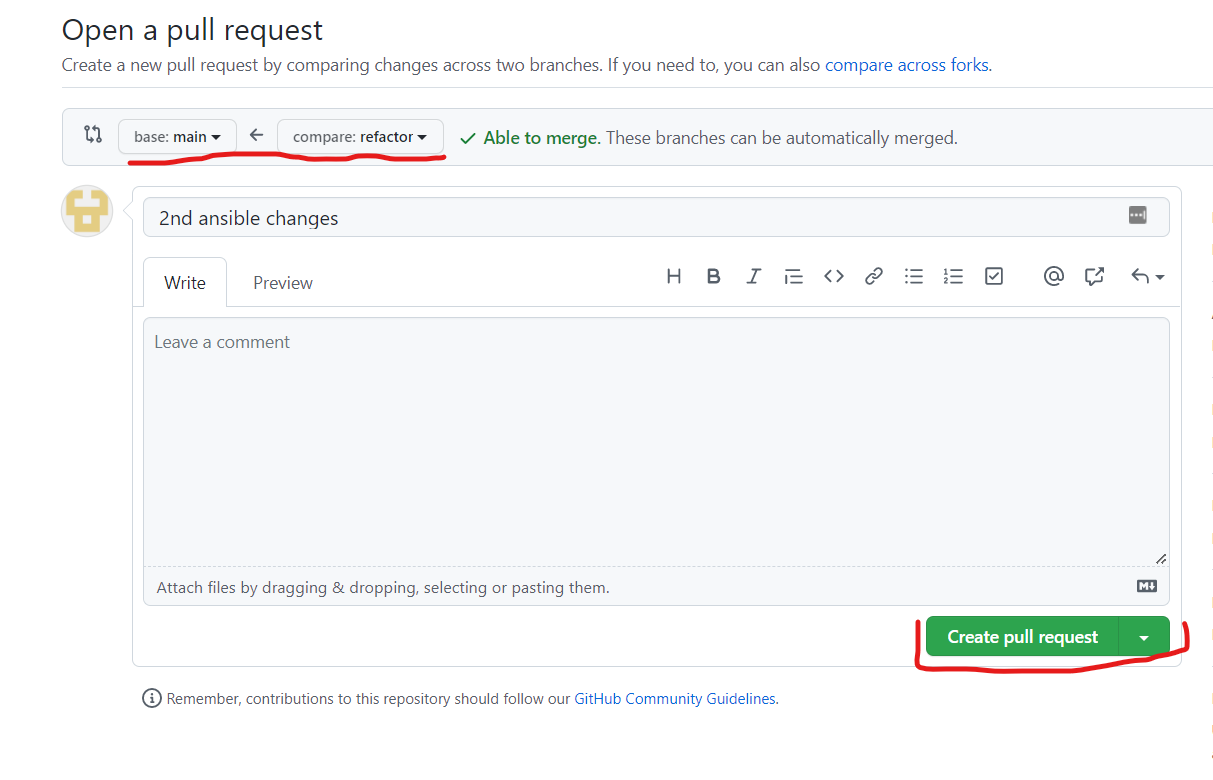 Open a pull request
Create a new pull request by comparing changes across two branches. If you need to, you can also compare across forks.
base: main compare: refactor Able to merge. These branches can be automatically merged.
2nd ansible changes
Write Preview
Leave a comment
Attach files by dragging & dropping, selecting or pasting them.
Create pull request
Remember, contributions to this repository should follow our GitHub Community Guidelines.